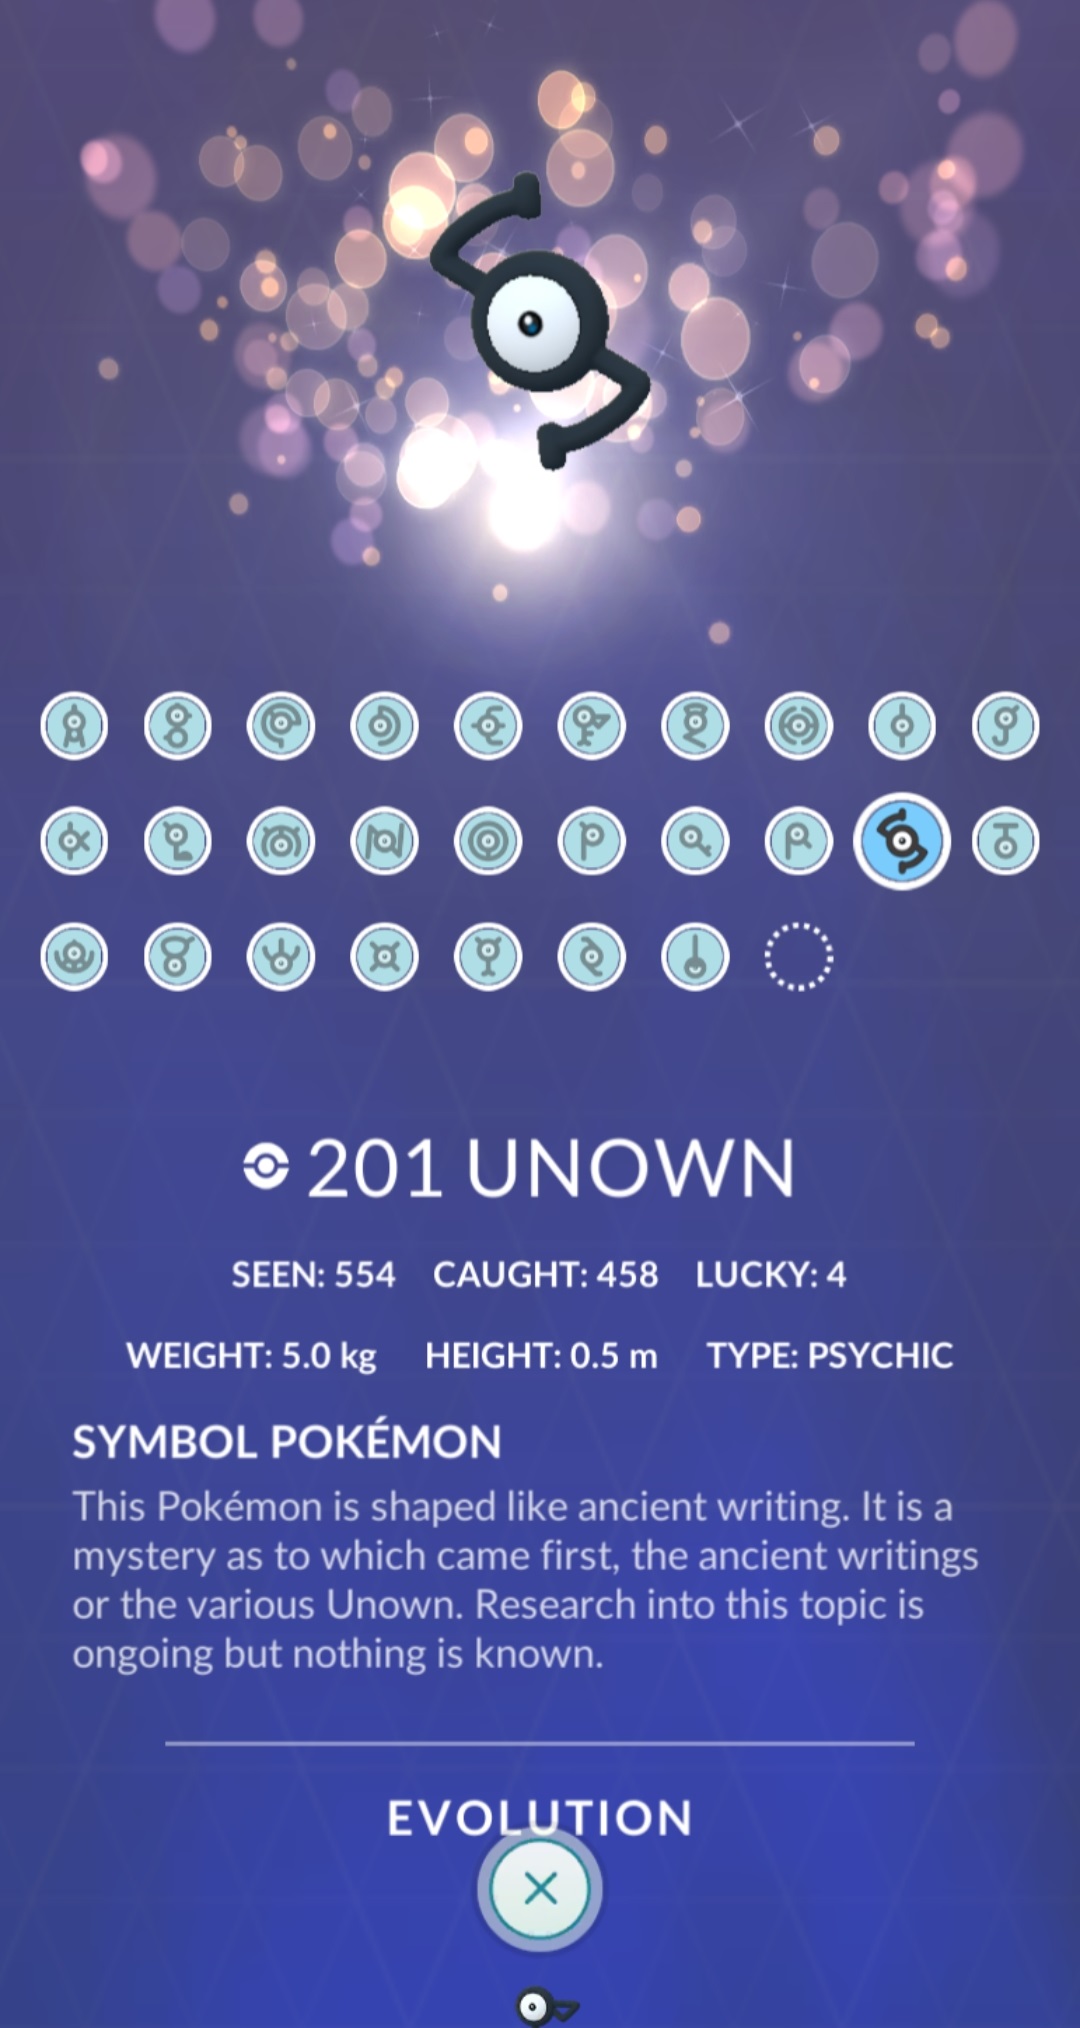 201 UNOWN
SEEN: 554 CAUGHT: 458 LUCKY: 4
WEIGHT: 5.0 kg HEIGHT: 0.5 m TYPE: PSYCHIC
SYMBOL POKÉMON
This Pokémon is shaped like ancient writing. It is a
mystery as to which came first, the ancient writings
or the various Unown. Research into this topic is
ongoing but nothing is known.
EVOLUTION